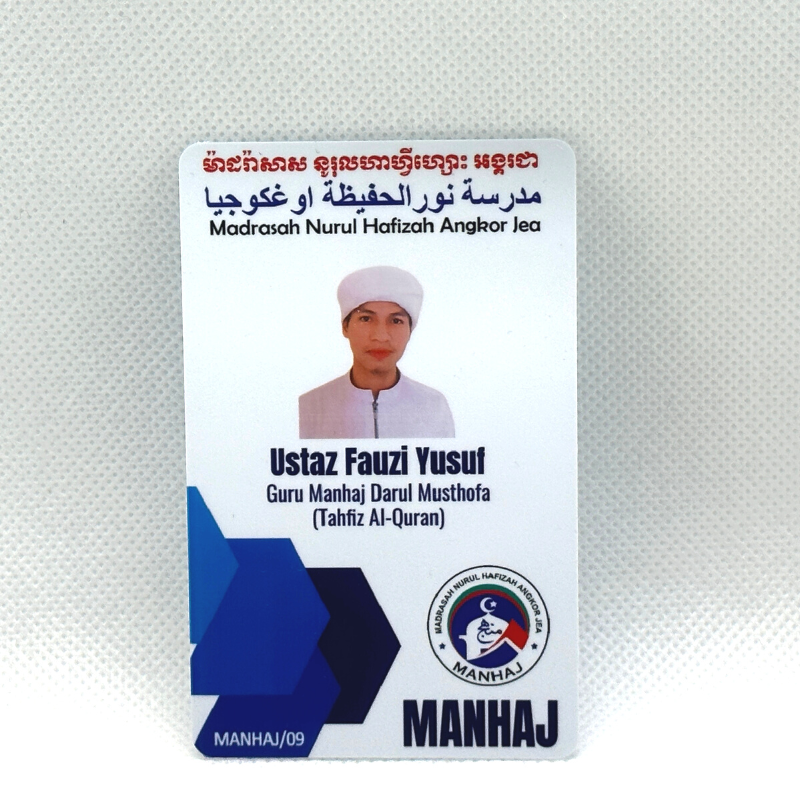 ម៉ាដរ៉ាសាស នូរុលហាហ្វីហ្សោះ អង្គរជា
مدرسة نور الحفيظة اوغكوجيا
Madrasah Nurul Hafizah Angkor Jea
Ustaz Fauzi Yusuf
Guru Manhaj Darul Musthofa
(Tahfiz Al-Quran)
MADRASAH NURUL HAFIZAH ANGKOR JEA
منهج
MANHAJ
MANHAJ
MANHAJ/09